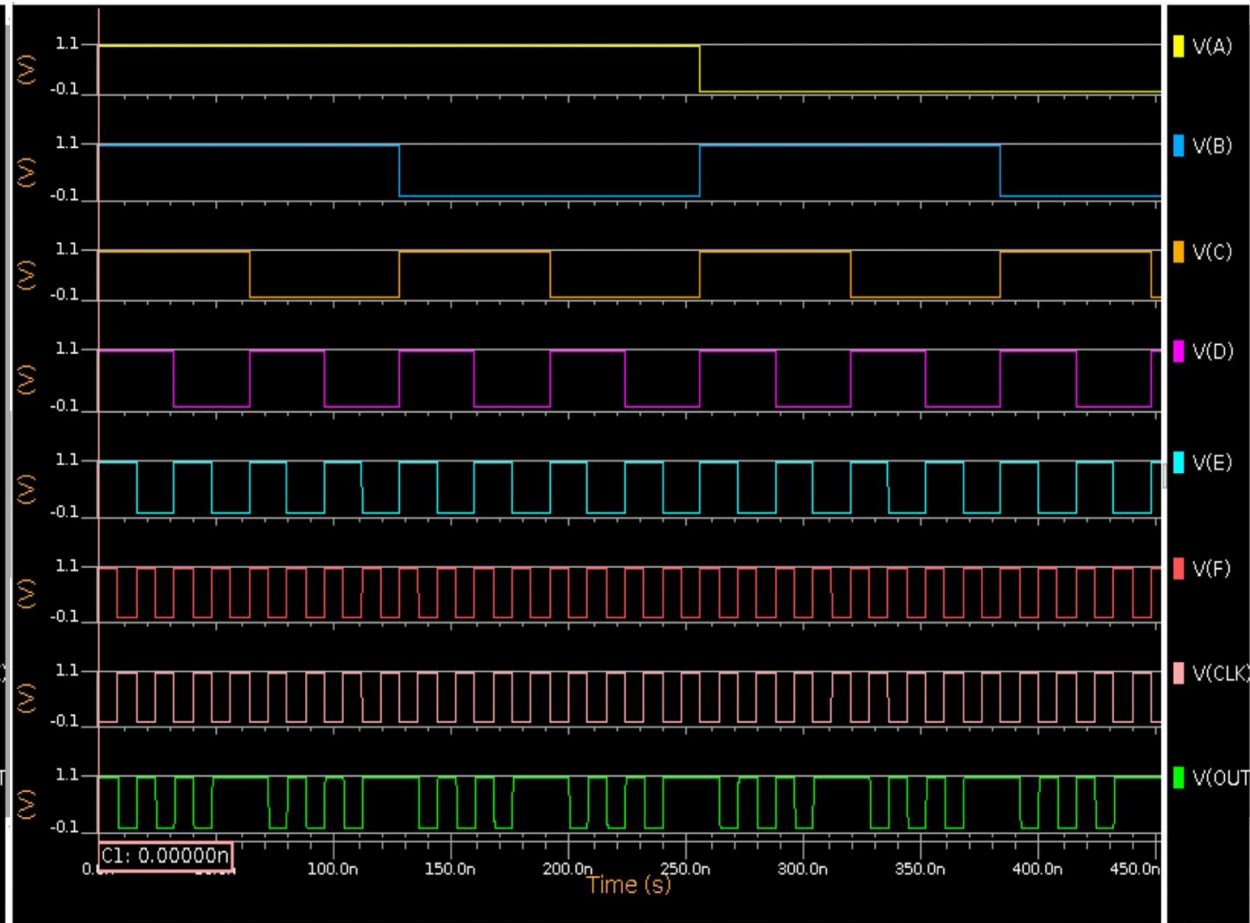 1.1
(V)
-0.1
V(A)
1.1
(V)
-0.1
V(B)
1.1
(V)
-0.1
V(C)
1.1
(V)
-0.1
V(D)
1.1
(V)
-0.1
V(E)
1.1
(V)
-0.1
V(F)
1.1
(V)
-0.1
V(CLK)
1.1
(V)
-0.1
V(OUT
C1: 0.00000n
100.0n 150.0n 200.0n 250.0n 300.0n 350.0n 400.0n 450.0n
Time (s)